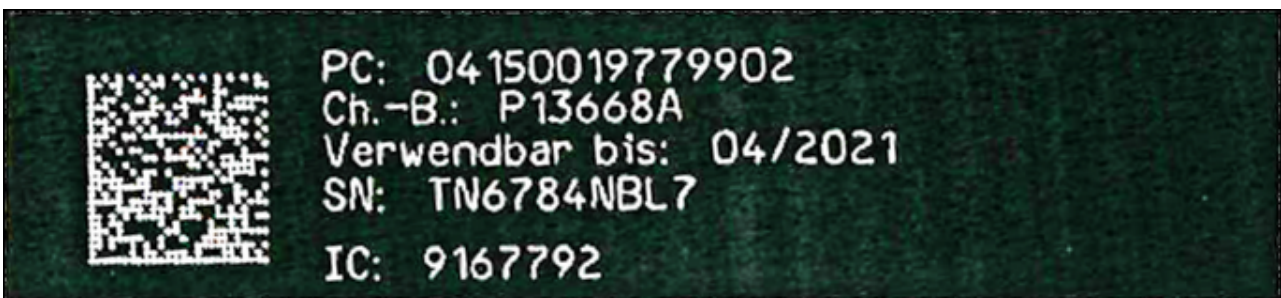 PC: 04150019779902
Ch.-B.: P13668A
Verwendbar bis: 04/2021
SN: TN6784NBL7
IC: 9167792